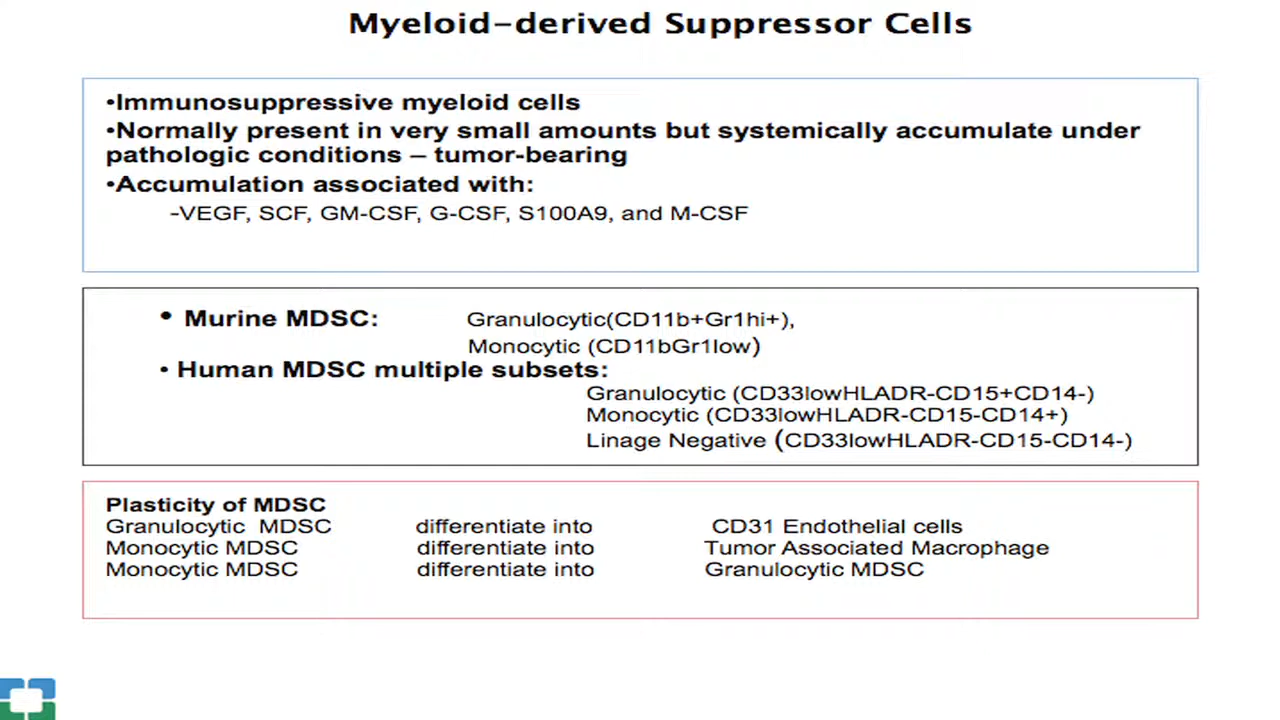 Myeloid-derived Suppressor Cells
•Immunosuppressive myeloid cells
•Normally present in very small amounts but systemically accumulate under
pathologic conditions – tumor-bearing
•Accumulation associated with:
-VEGF, SCF, GM-CSF, G-CSF, S100A9, and M-CSF
• Murine MDSC: Granulocytic(CD11b+Gr1hi+),
Monocytic (CD11bGr1low)
• Human MDSC multiple subsets:
Granulocytic (CD33lowHLADR-CD15+CD14-)
Monocytic (CD33lowHLADR-CD15-CD14+)
Linage Negative (CD33lowHLADR-CD15-CD14-)
Plasticity of MDSC
Granulocytic MDSC differentiate into CD31 Endothelial cells
Monocytic MDSC differentiate into Tumor Associated Macrophage
Monocytic MDSC differentiate into Granulocytic MDSC